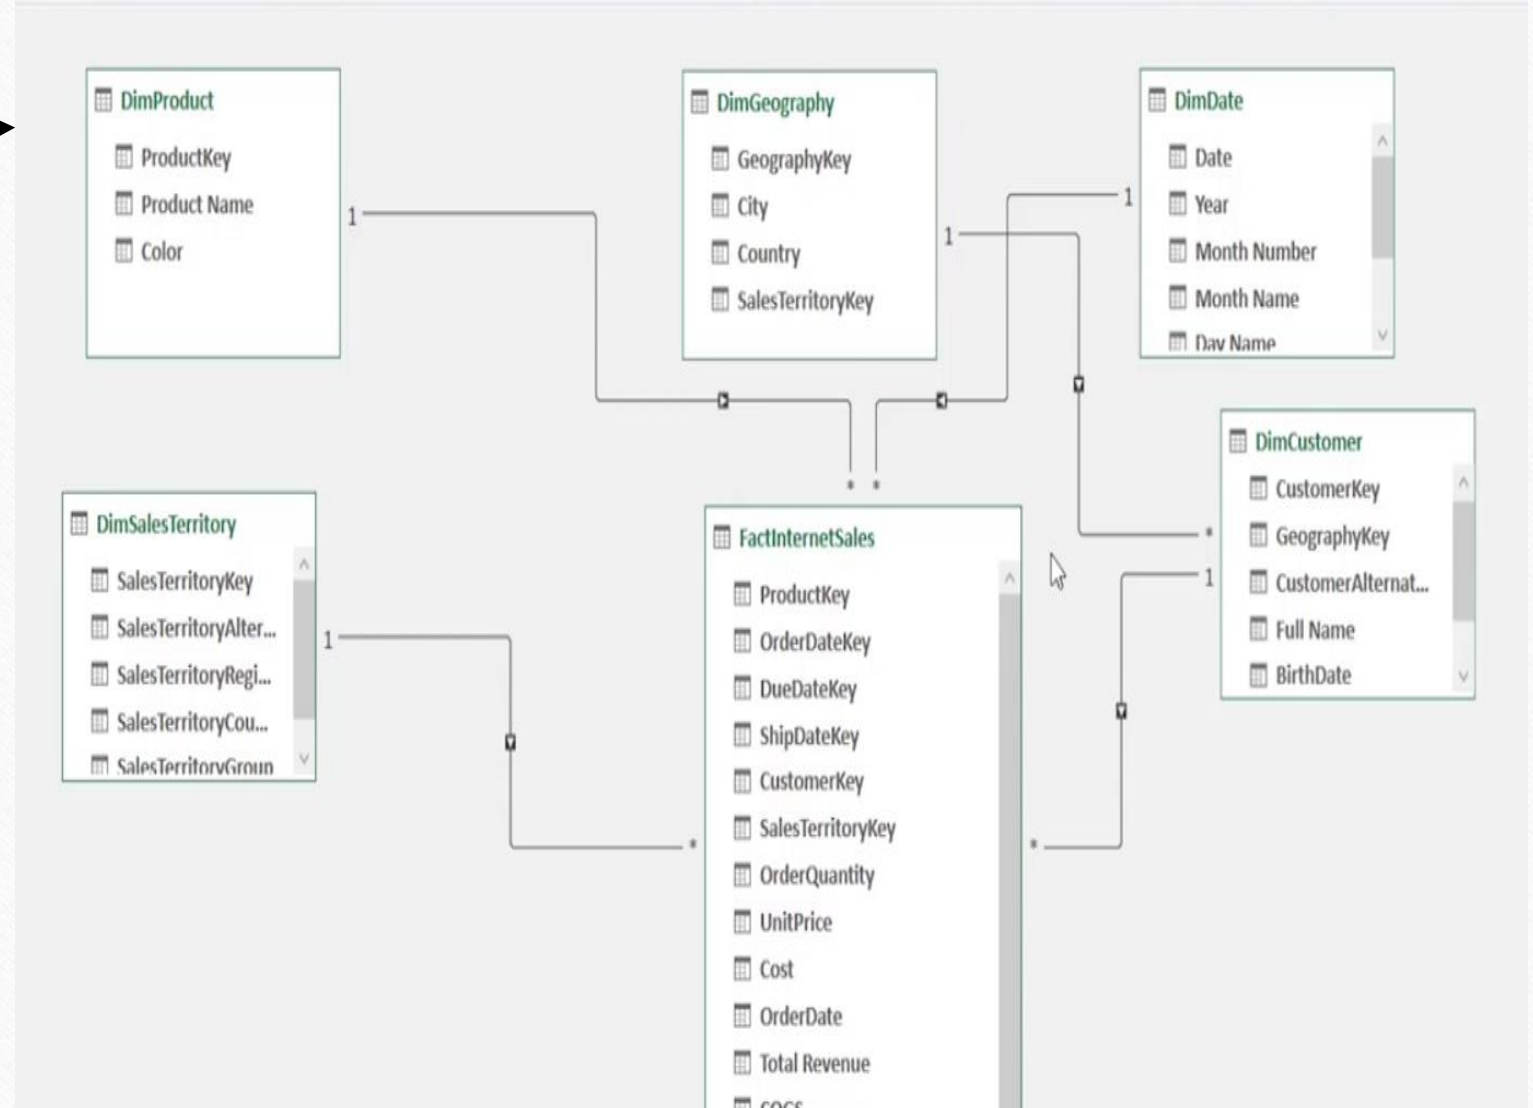 DimProduct
ProductKey
Product Name
Color
1
DimGeography
GeographyKey
City
Country
SalesTerritoryKey
1
DimDate
Date
Year
Month Number
Month Name
Day Name
1
DimCustomer
CustomerKey
GeographyKey
CustomerAlternat...
Full Name
BirthDate
*
1
DimSalesTerritory
SalesTerritoryKey
SalesTerritoryAlter...
SalesTerritoryRegi...
SalesTerritoryCou...
SalesTerritoryGroup
1
*
* *
FactInternetSales
ProductKey
OrderDateKey
DueDateKey
ShipDateKey
CustomerKey
SalesTerritoryKey
OrderQuantity
UnitPrice
Cost
OrderDate
Total Revenue
COGS
*